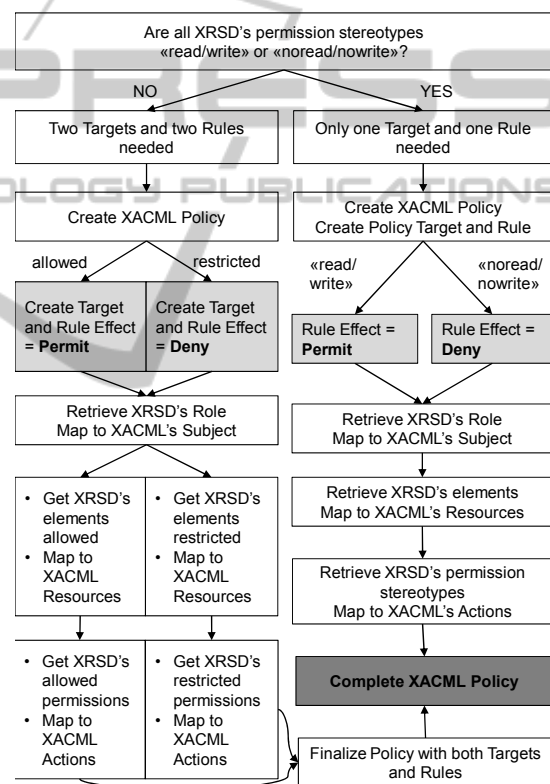 Are all XRSD's permission stereotypes
«read/write» or «noread/nowrite»?
PRESS
NO
YES
Two Targets and two Rules
needed
Only one Target and one Rule
needed
OLOGY PUBLICATIONS
Create XACML Policy
Create XACML Policy
Create Policy Target and Rule
allowed
restricted
«read/
write»
«noread/
nowrite»
Create Target
and Rule Effect
= Permit
Create Target
and Rule Effect
= Deny
Rule Effect =
Permit
Rule Effect =
Deny
Retrieve XRSD's Role
Map to XACML's Subject
Retrieve XRSD's Role
Map to XACML's Subject
• Get XRSD's
elements
allowed
• Map to
XACML
Resources
• Get XRSD's
elements
restricted
• Map to
XACML
Resources
Retrieve XRSD's elements
Map to XACML's Resources
Retrieve XRSD's permission
stereotypes
Map to XACML's Actions
• Get XRSD's
allowed
permissions
• Map to
XACML
Actions
• Get XRSD's
restricted
permissions
• Map to
XACML
Actions
Complete XACML Policy
Finalize Policy with both Targets
and Rules